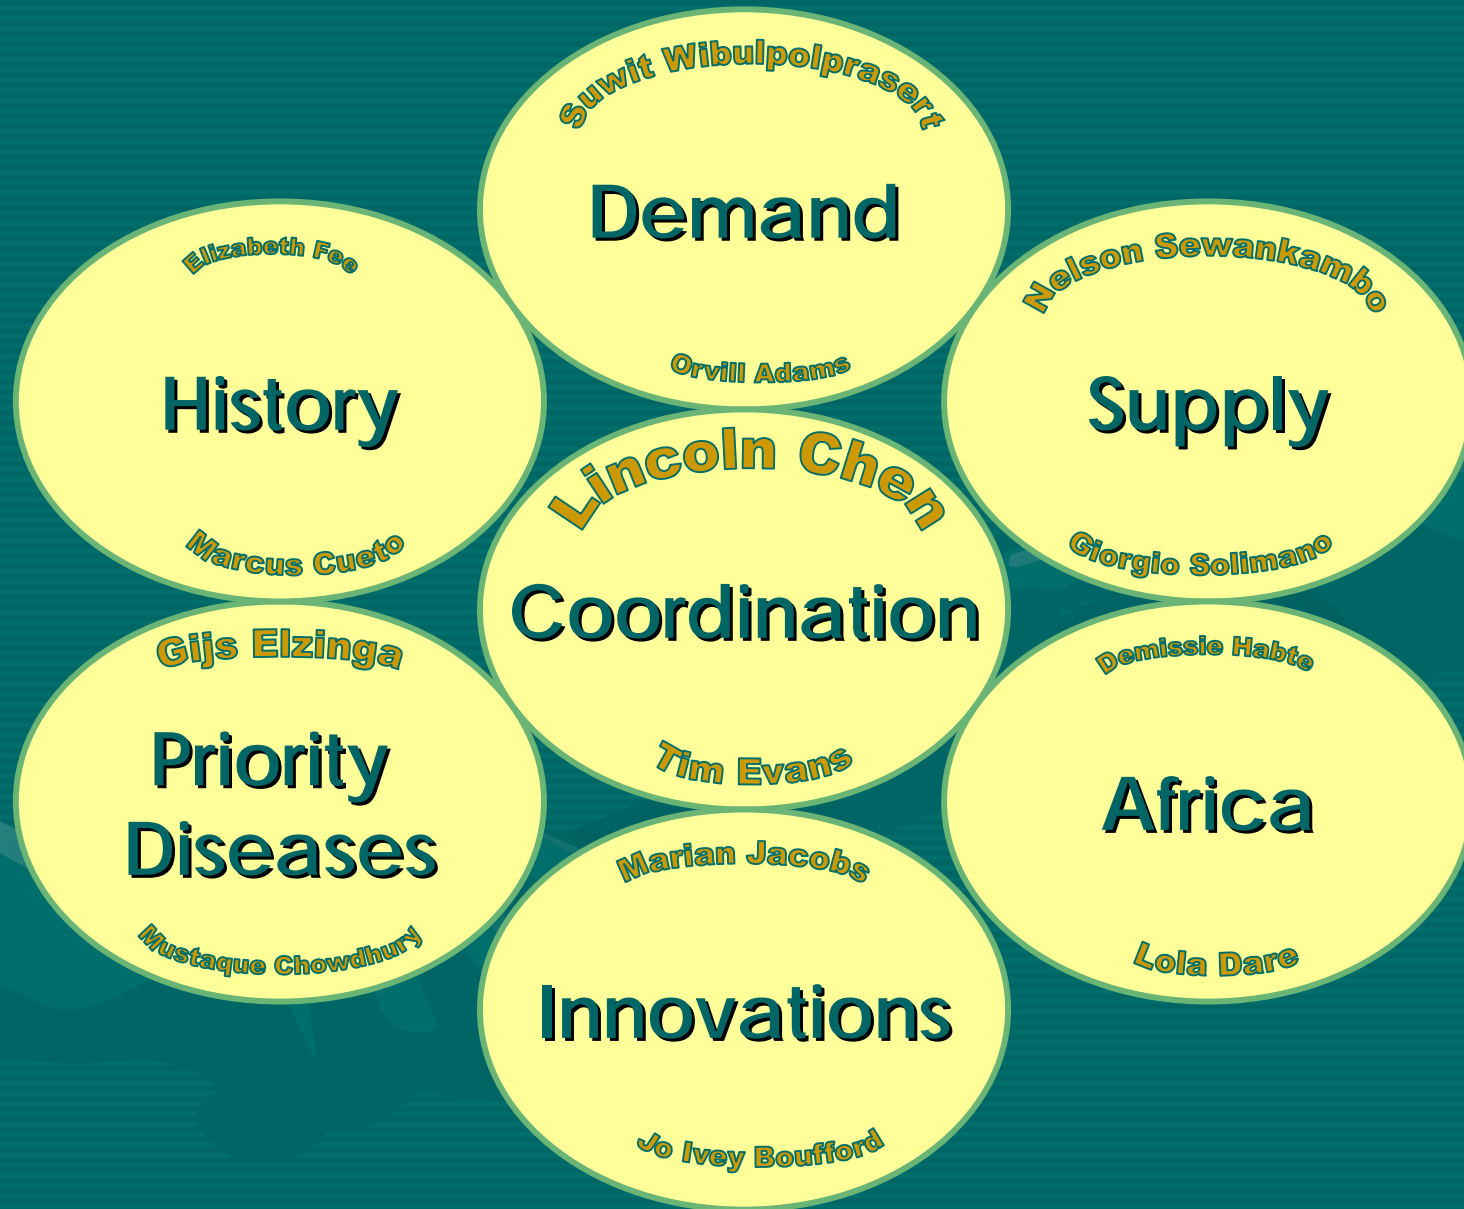 Suwit Wibulpolprasert
Demand
Orvill Adams
Elizabeth Fee
History
Marcus Cueto
Nelson Sewankambo
Supply
Giorgio Solimano
Lincoln Chen
Coordination
Tim Evans
Gijs Elzinga
Priority
Diseases
Mustaque Chowdhury
Demissie Habte
Africa
Lola Dare
Marian Jacobs
Innovations
Jo Ivey Boufford